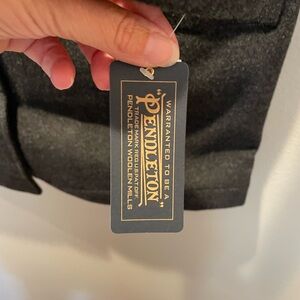 WARRANTED TO BE A
"PENDLETON"
TRADE MARK REG U.S. PAT OFF.
PENDLETON WOOLEN MILLS